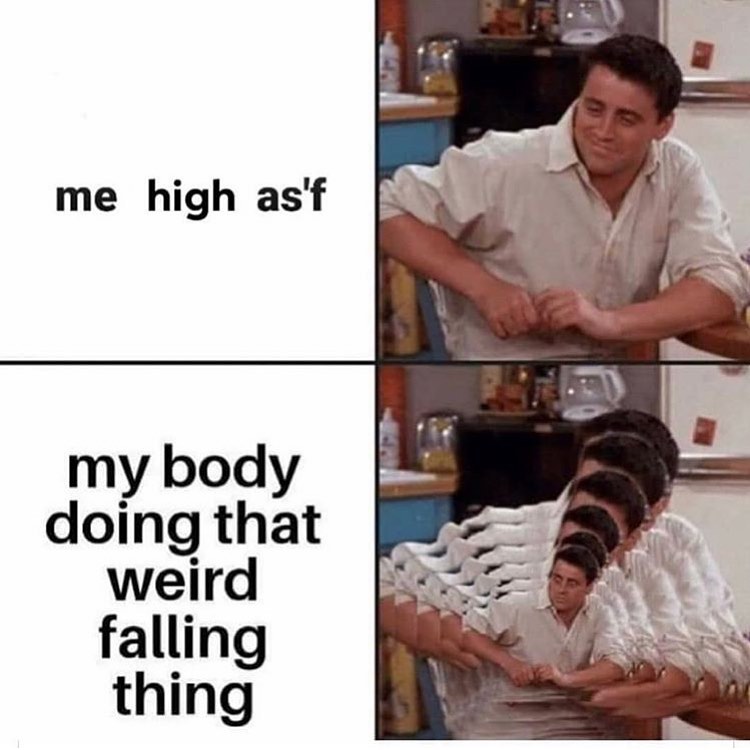 me high as'f
my body
doing that
weird
falling
thing